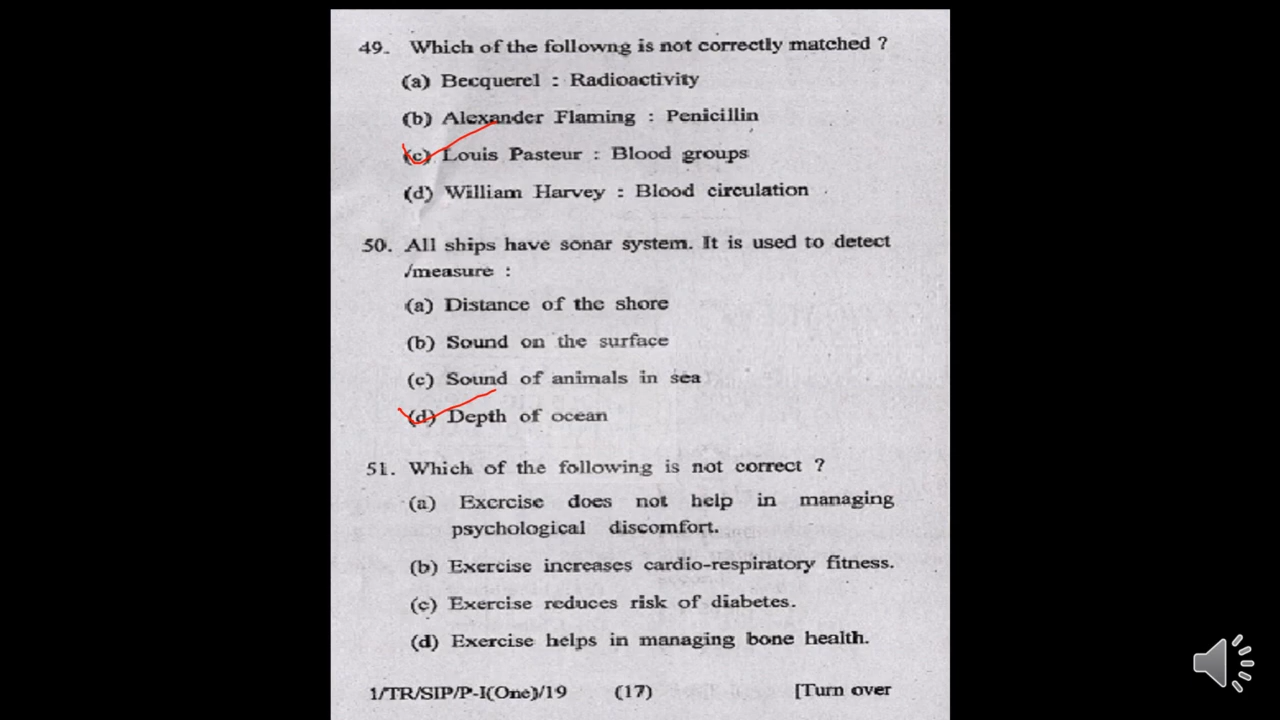 49. Which of the followng is not correctly matched ?
(a) Becquerel : Radioactivity
(b) Alexander Flaming : Penicillin
(c) Louis Pasteur : Blood groups
(d) William Harvey : Blood circulation
50. All ships have sonar system. It is used to detect
/measure :
(a) Distance of the shore
(b) Sound on the surface
(c) Sound of animals in sea
(d) Depth of ocean
51. Which of the following is not correct ?
(a) Exercise does not help in managing
psychological discomfort.
(b) Exercise increases cardio-respiratory fitness.
(c) Exercise reduces risk of diabetes.
(d) Exercise helps in managing bone health.
1/TR/SIP/P-I(One)/19 (17) [Turn over